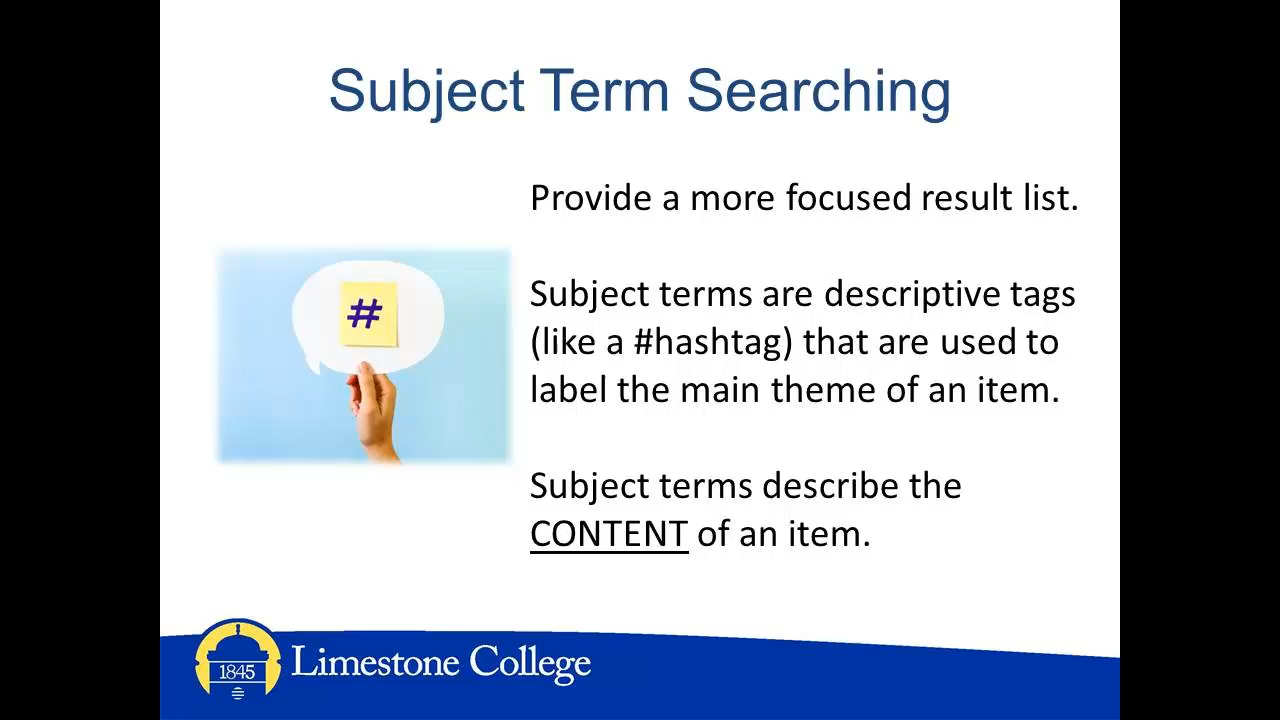 Subject Term Searching
Provide a more focused result list.
#
Subject terms are descriptive tags
(like a #hashtag) that are used to
label the main theme of an item.
Subject terms describe the
CONTENT of an item.
1845
Limestone College